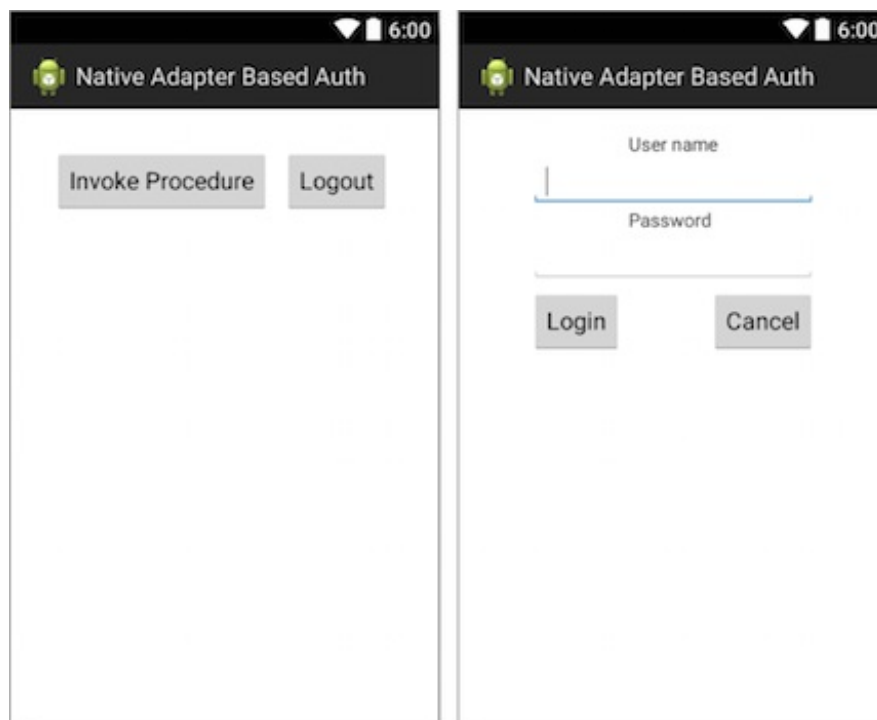 6:00
Native Adapter Based Auth
Invoke Procedure
Logout
6:00
Native Adapter Based Auth
User name
Password
Login
Cancel